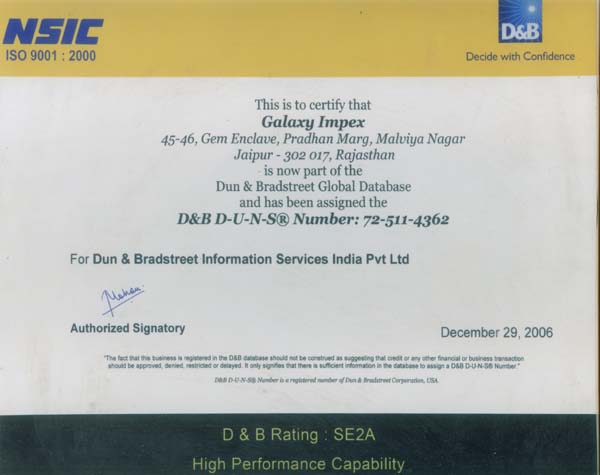 NSIC
ISO 9001 : 2000
D&B
Decide with Confidence
This is to certify that
Galaxy Impex
45-46, Gem Enclave, Pradhan Marg, Malviya Nagar
Jaipur - 302 017, Rajasthan
is now part of the
Dun & Bradstreet Global Database
and has been assigned the
D&B D-U-N-S® Number: 72-511-4362
For Dun & Bradstreet Information Services India Pvt Ltd
Authorized Signatory
December 29, 2006
"The fact that this business is registered in the D&B database should not be construed as suggesting that credit or any other financial or business transaction
should be approved, denied, restricted or delayed. It only signifies that there is sufficient information in the database to assign a D&B D-U-N-S® Number."
D&B D-U-N-S® Number is a registered number of Dun & Bradstreet Corporation, USA.
D & B Rating : SE2A
High Performance Capability